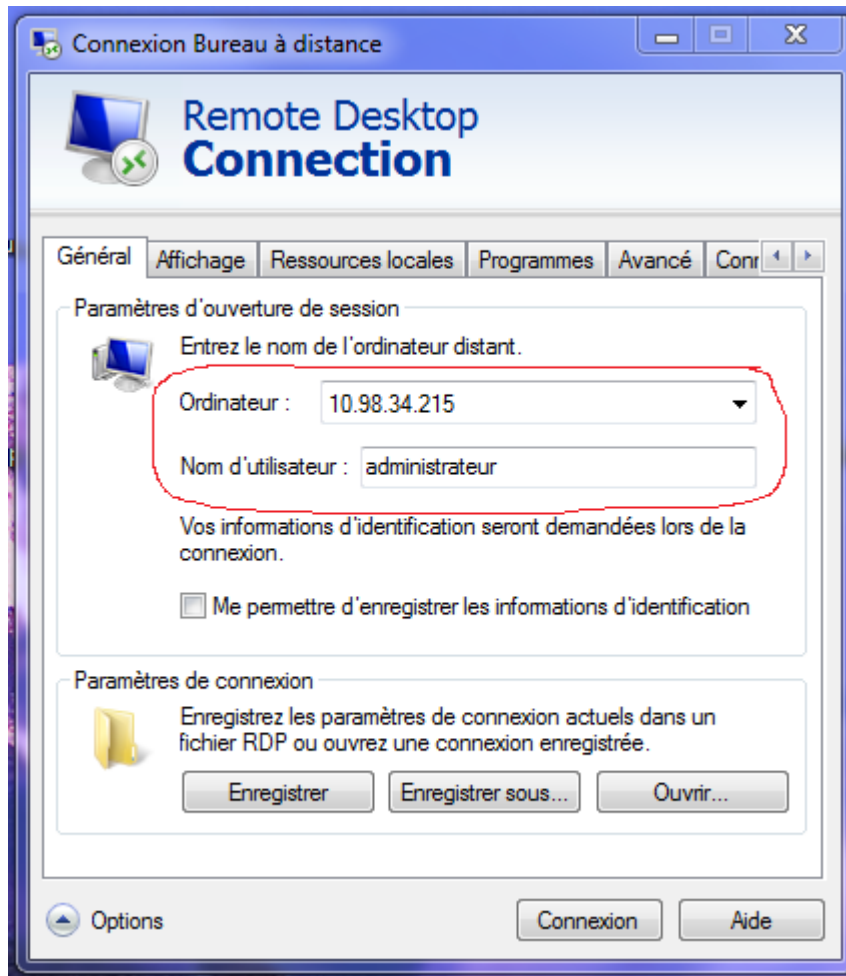 Connexion Bureau à distance
Remote Desktop
Connection
Général Affichage Ressources locales Programmes Avancé Conr
Paramètres d'ouverture de session
Entrez le nom de l'ordinateur distant.
Ordinateur : 10.98.34.215
Nom d'utilisateur : administrateur
Vos informations d'identification seront demandées lors de la
connexion.
Me permettre d'enregistrer les informations d'identification
Paramètres de connexion
Enregistrez les paramètres de connexion actuels dans un
fichier RDP ou ouvrez une connexion enregistrée.
Enregistrer Enregistrer sous... Ouvrir...
Options Connexion Aide